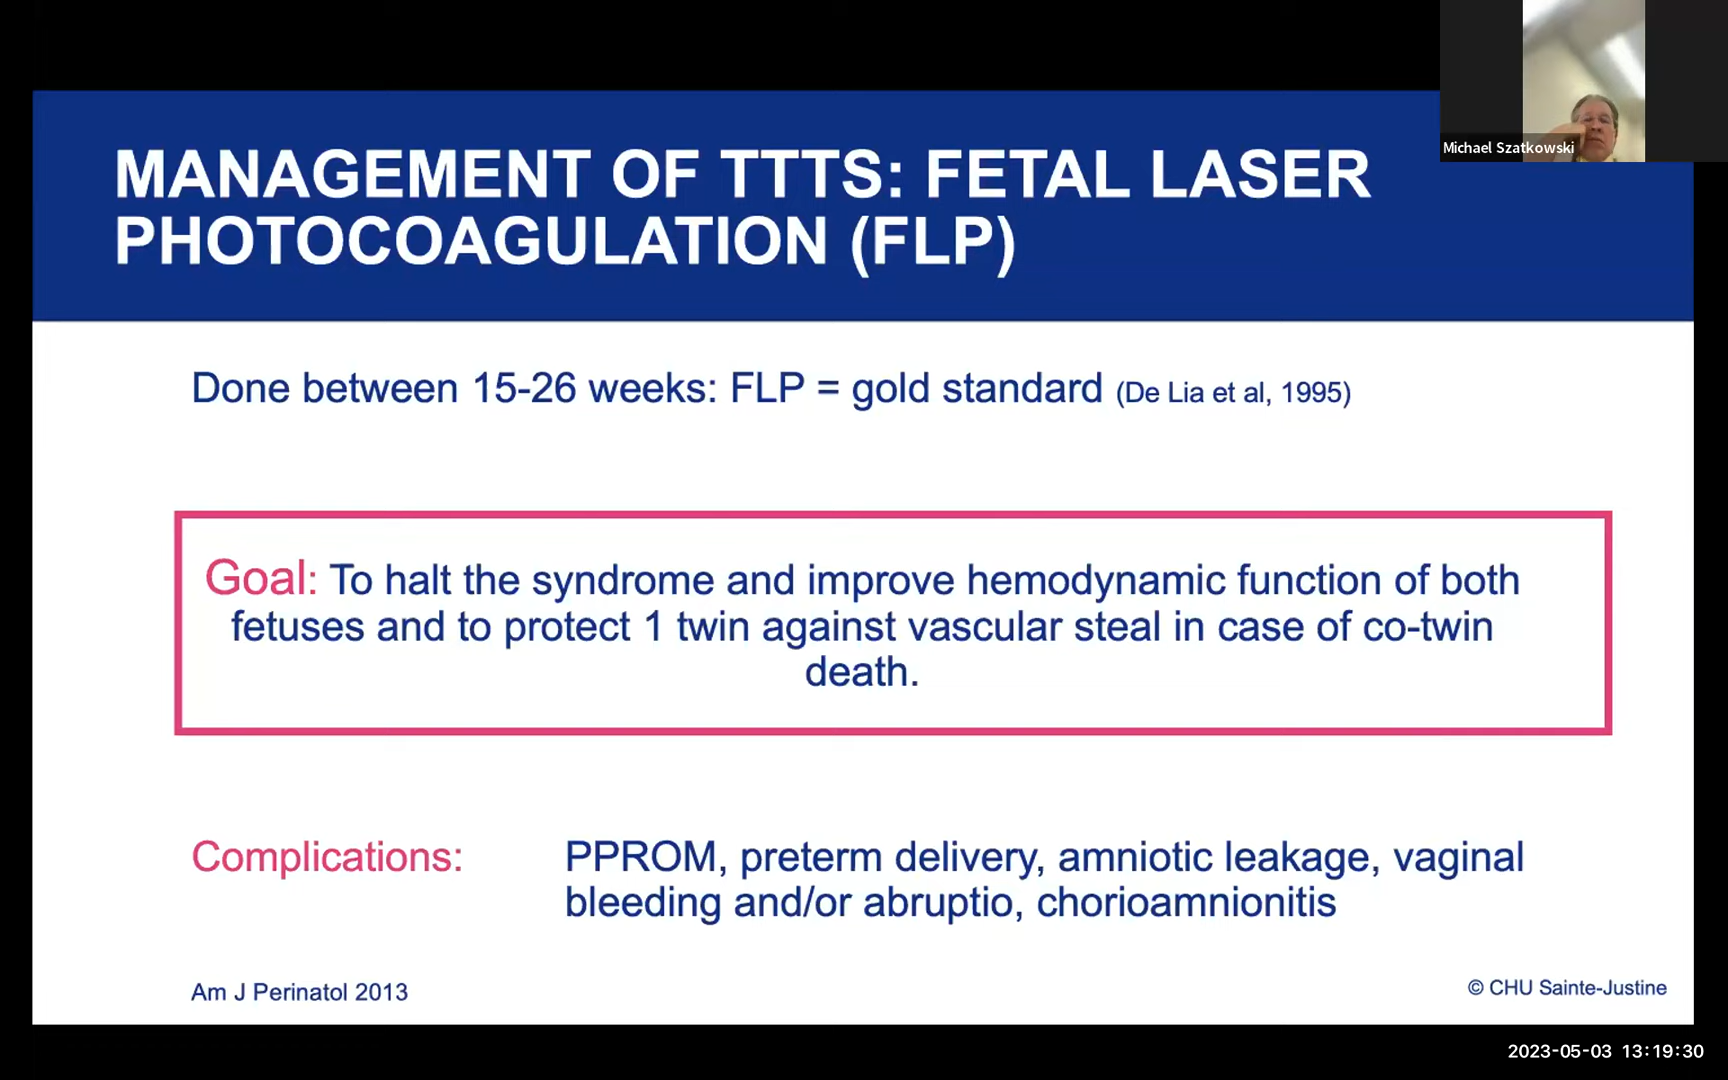 Michael Szatkowski
MANAGEMENT OF TTTS: FETAL LASER
PHOTOCOAGULATION (FLP)
Done between 15-26 weeks: FLP = gold standard (De Lia et al, 1995)
Goal: To halt the syndrome and improve hemodynamic function of both
fetuses and to protect 1 twin against vascular steal in case of co-twin
death.
Complications: PPROM, preterm delivery, amniotic leakage, vaginal
bleeding and/or abruptio, chorioamnionitis
Am J Perinatol 2013
© CHU Sainte-Justine
2023-05-03 13:19:30